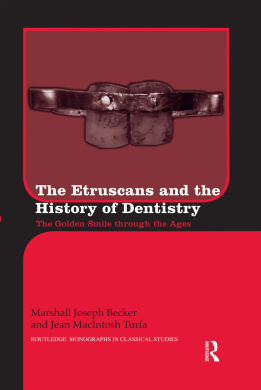 The Etruscans and the
History of Dentistry
The Golden Smile through the Ages
Marshall Joseph Becker
and Jean MacIntosh Turfa
ROUTLEDGE MONOGRAPHS IN CLASSICAL STUDIES
ROUTLEDGE